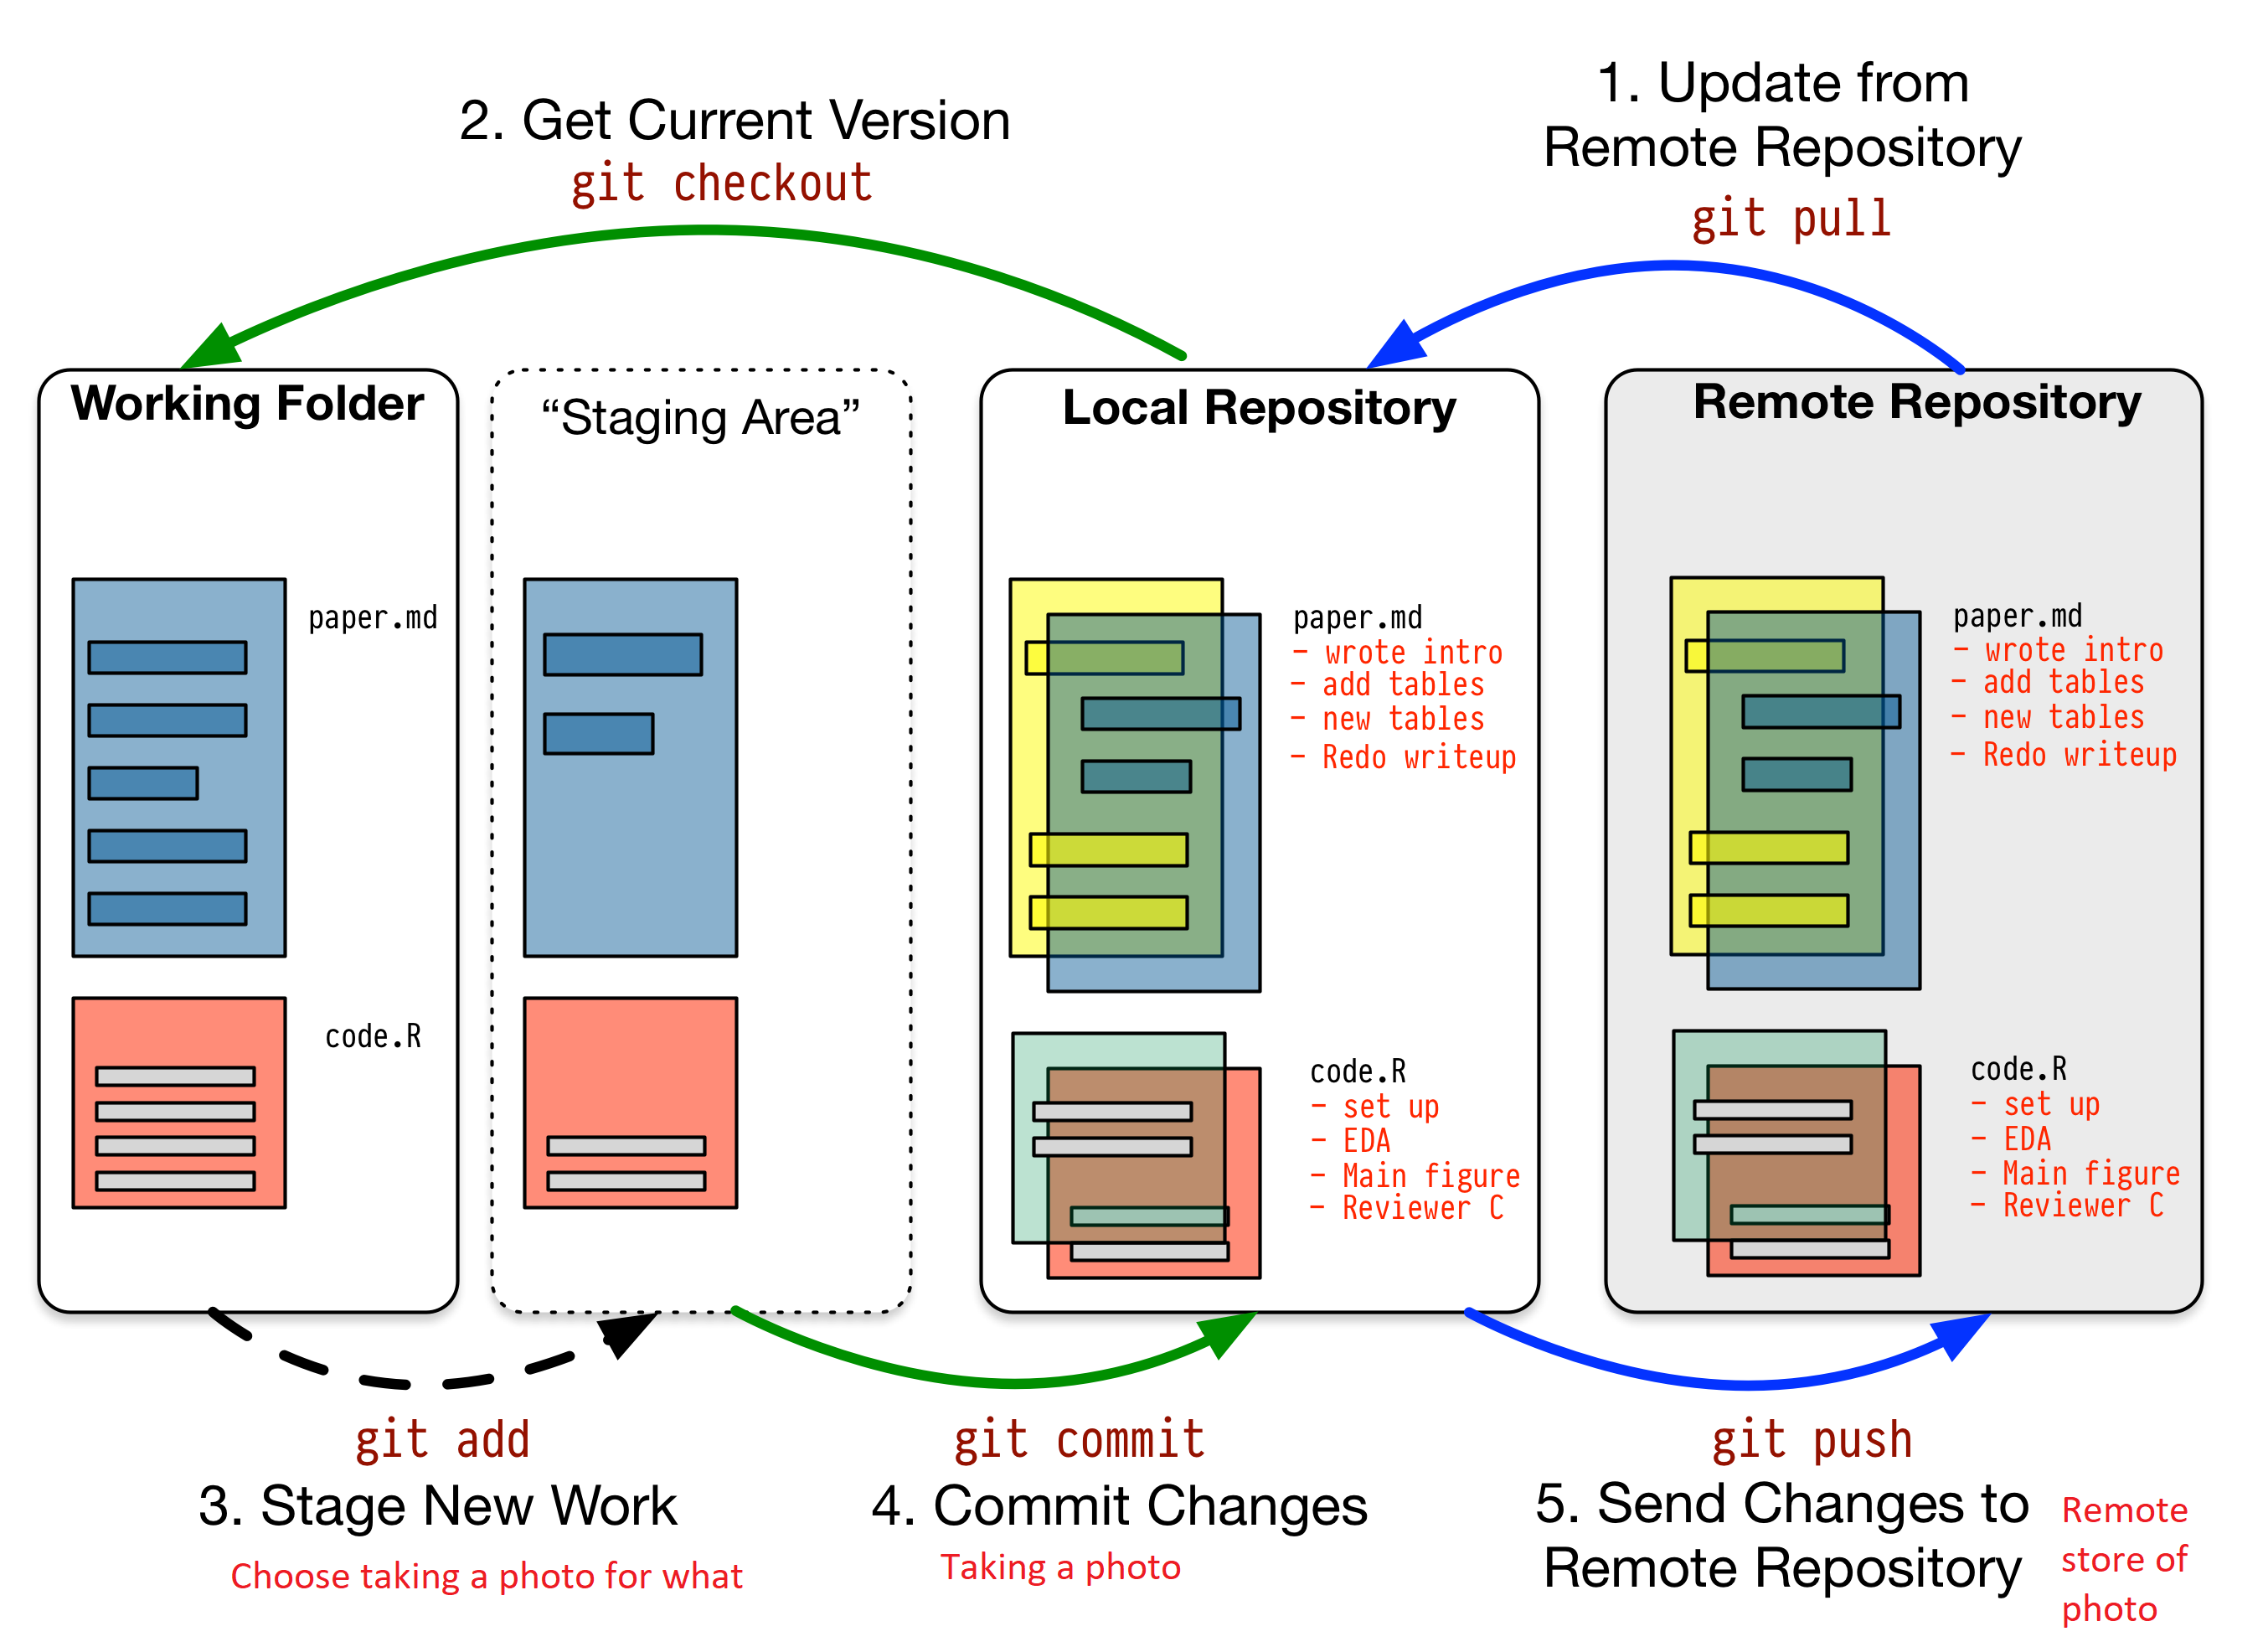 1. Update from
Remote Repository
git pull
2. Get Current Version
git checkout
Working Folder
“Staging Area”
Local Repository
Remote Repository
paper.md
code.R
paper.md
- wrote intro
- add tables
- new tables
- Redo writeup
code.R
- set up
- EDA
- Main figure
- Reviewer C
paper.md
- wrote intro
- add tables
- new tables
- Redo writeup
code.R
- set up
- EDA
- Main figure
- Reviewer C
git add
3. Stage New Work
Choose taking a photo for what
git commit
4. Commit Changes
Taking a photo
git push
5. Send Changes to
Remote Repository
Remote
store of
photo